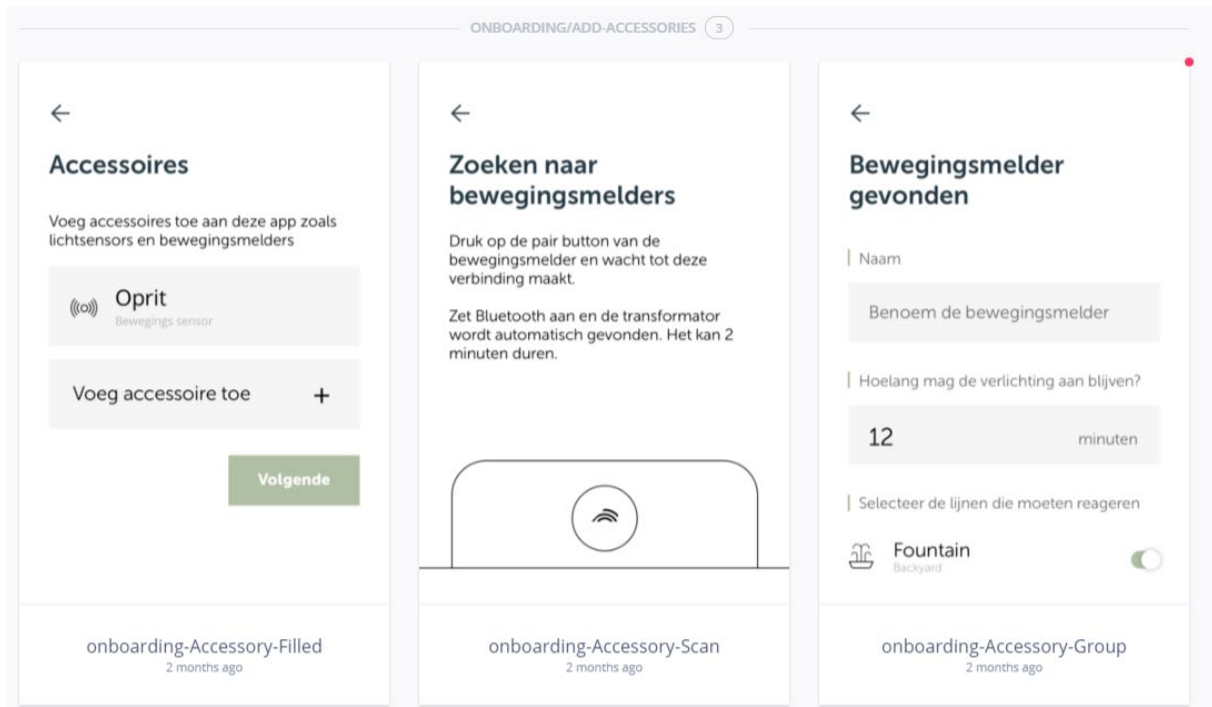 ONBOARDING/ADD-ACCESSORIES 3
Accessoires
Voeg accessoires toe aan deze app zoals
lichtsensors en bewegingsmelders
Oprit
Bewegings sensor
Voeg accessoire toe +
Volgende
onboarding-Accessory-Filled
2 months ago
Zoeken naar
bewegingsmelders
Druk op de pair button van de
bewegingsmelder en wacht tot deze
verbinding maakt.
Zet Bluetooth aan en de transformator
wordt automatisch gevonden. Het kan 2
minuten duren.
onboarding-Accessory-Scan
2 months ago
Bewegingsmelder
gevonden
Naam
Benoem de bewegingsmelder
Hoelang mag de verlichting aan blijven?
12 minuten
Selecteer de lijnen die moeten reageren
Fountain
Backyard
onboarding-Accessory-Group
2 months ago